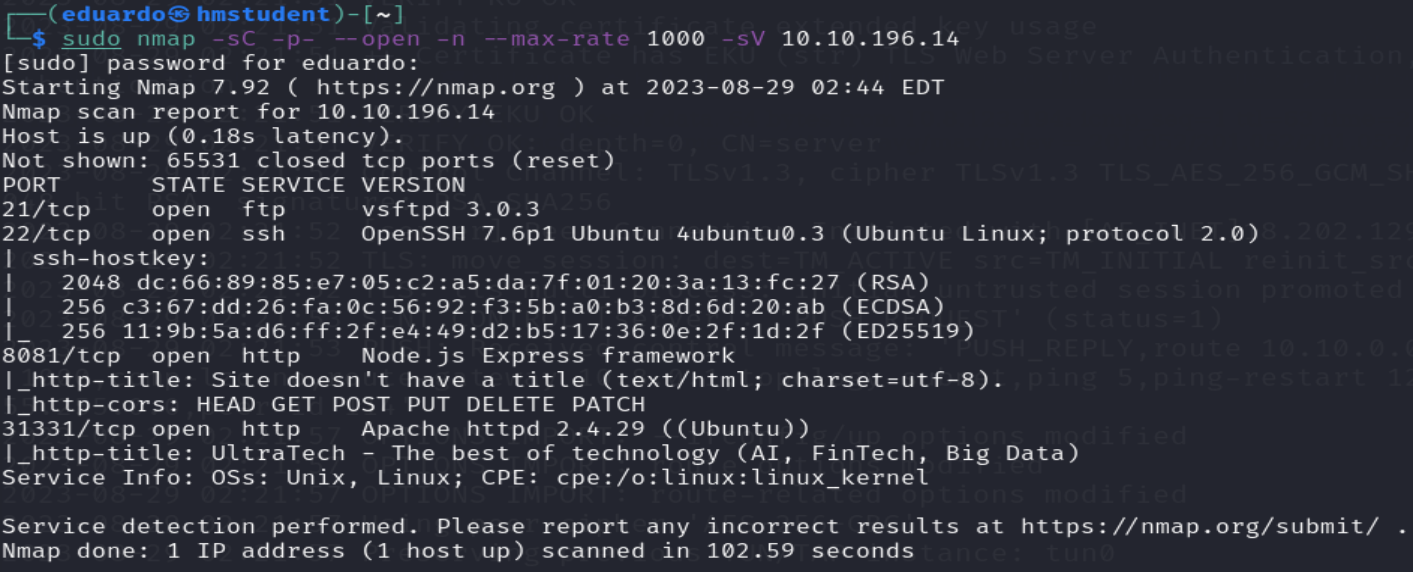 ┌──(eduardo㉿hmstudent)-[~]
└─$ sudo nmap -sC -p- --open -n --max-rate 1000 -sV 10.10.196.14
[sudo] password for eduardo:
Starting Nmap 7.92 ( https://nmap.org ) at 2023-08-29 02:44 EDT
Nmap scan report for 10.10.196.14
Host is up (0.18s latency).
Not shown: 65531 closed tcp ports (reset)
PORT      STATE SERVICE VERSION
21/tcp    open  ftp     vsftpd 3.0.3
22/tcp    open  ssh     OpenSSH 7.6p1 Ubuntu 4ubuntu0.3 (Ubuntu Linux; protocol 2.0)
| ssh-hostkey:
|   2048 dc:66:89:85:e7:05:c2:a5:da:7f:01:20:3a:13:fc:27 (RSA)
|   256 c3:67:dd:26:fa:0c:56:92:f3:5b:a0:b3:8d:6d:20:ab (ECDSA)
|_  256 11:9b:5a:d6:ff:2f:e4:49:d2:b5:17:36:0e:2f:1d:2f (ED25519)
8081/tcp  open  http    Node.js Express framework
|_http-title: Site doesn't have a title (text/html; charset=utf-8).
|_http-cors: HEAD GET POST PUT DELETE PATCH
31331/tcp open  http    Apache httpd 2.4.29 ((Ubuntu))
|_http-title: UltraTech - The best of technology (AI, FinTech, Big Data)
Service Info: OSs: Unix, Linux; CPE: cpe:/o:linux:linux_kernel
Service detection performed. Please report any incorrect results at https://nmap.org/submit/ .
Nmap done: 1 IP address (1 host up) scanned in 102.59 seconds